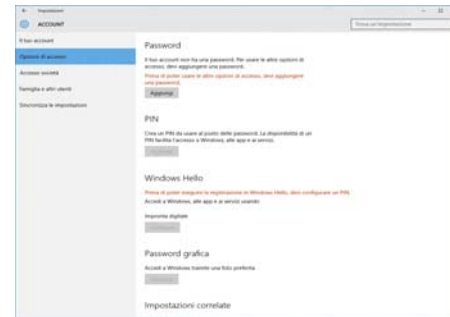 Impostazioni
ACCOUNT
Trova un'impostazione
Il tuo account
Opzioni di accesso
Accesso società
Famiglia e altri utenti
Sincronizza le impostazioni
Password
Il tuo account non ha una password. Per usare le altre opzioni di
accesso, devi aggiungere una password.
Prima di poter usare le altre opzioni di accesso, devi aggiungere
una password.
Aggiungi
PIN
Crea un PIN da usare al posto delle password. La disponibilità di un
PIN facilita l'accesso a Windows, alle app e ai servizi.
Windows Hello
Prima di poter eseguire la registrazione in Windows Hello, devi configurare un PIN.
Accedi a Windows, alle app e ai servizi usando:
Impronta digitale
Password grafica
Accedi a Windows tramite una foto preferita
Impostazioni correlate